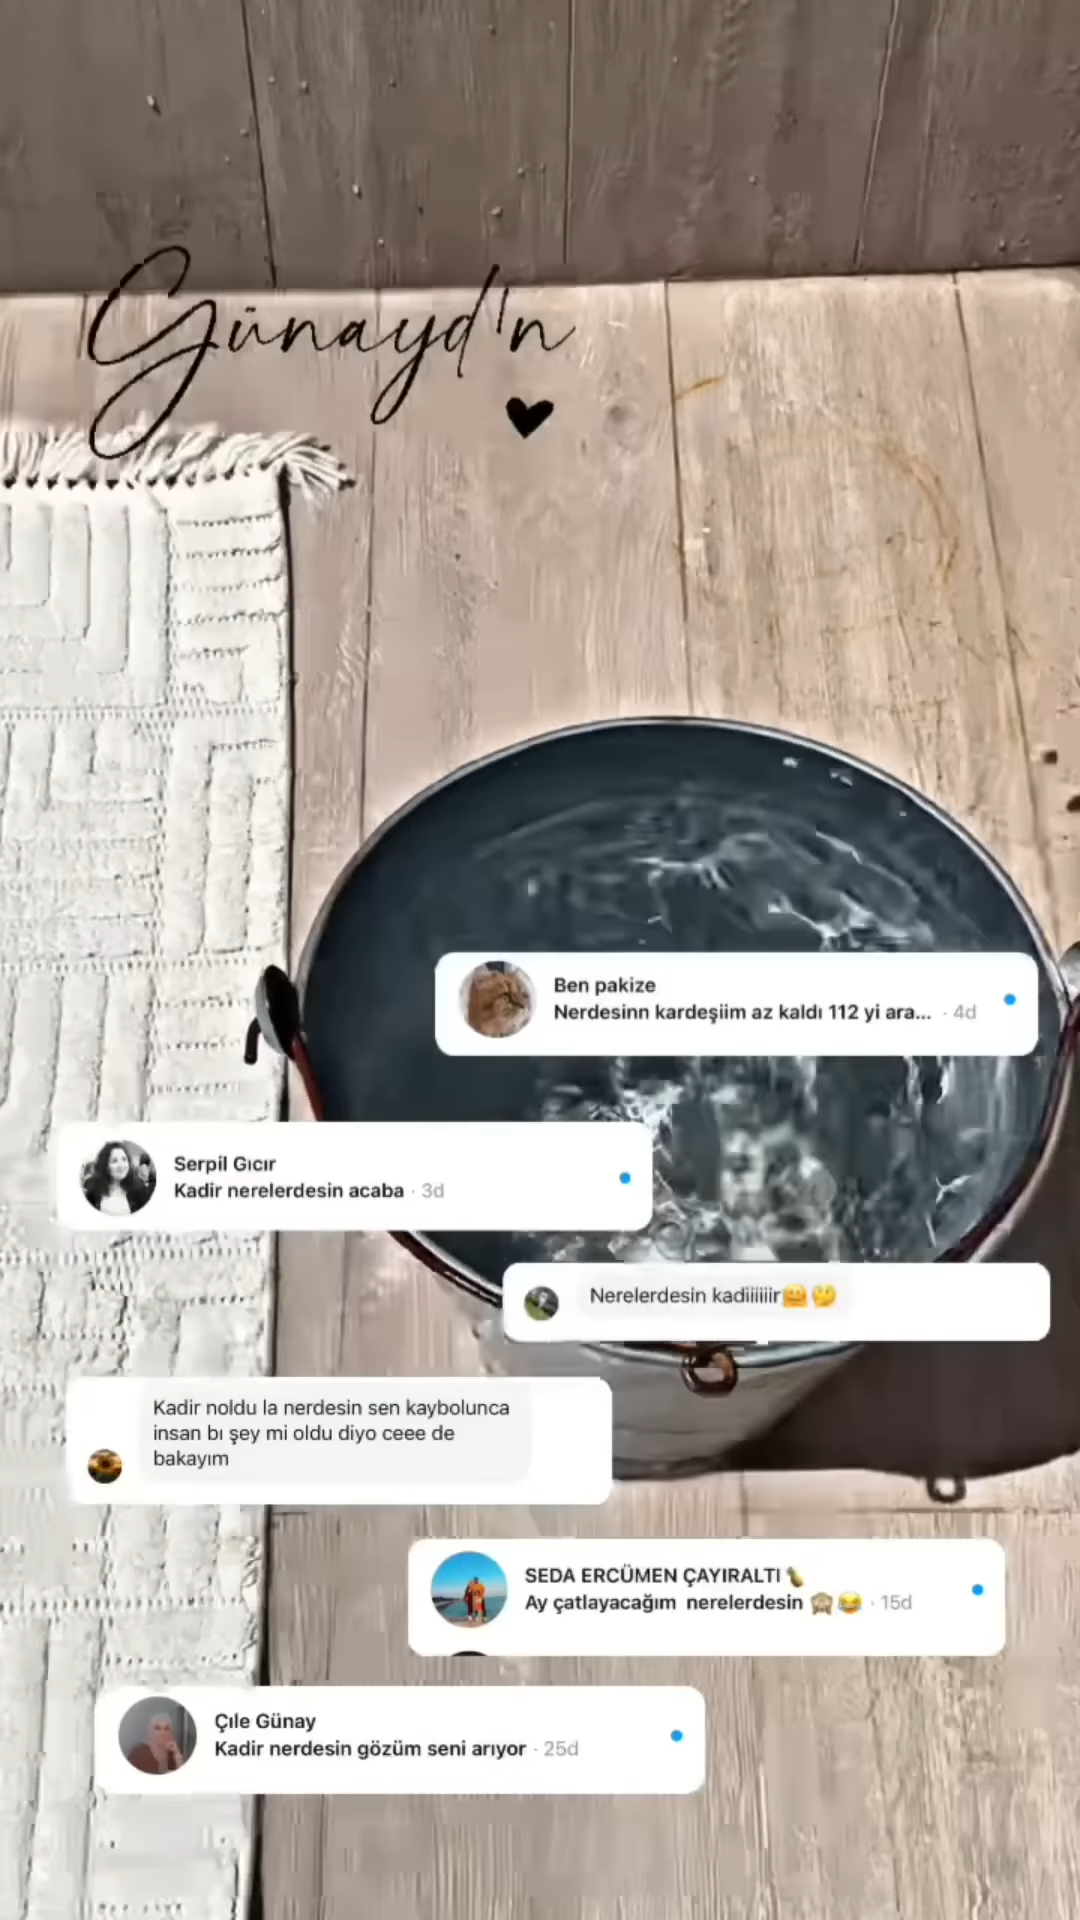 Günaydın
Ben pakize
Nerdesinn kardeşiim az kaldı 112 yi ara... · 4d
Serpil Gıcır
Kadir nerelerdesin acaba · 3d
Nerelerdesin kadiiiiiir🤗🤔
Kadir noldu la nerdesin sen kaybolunca
insan bı şey mi oldu diyo ceee de
bakayım
SEDA ERCÜMEN ÇAYIRALTI🍍
Ay çatlayacağım nerelerdesin 🙈😂 · 15d
Çıle Günay
Kadir nerdesin gözüm seni arıyor · 25d